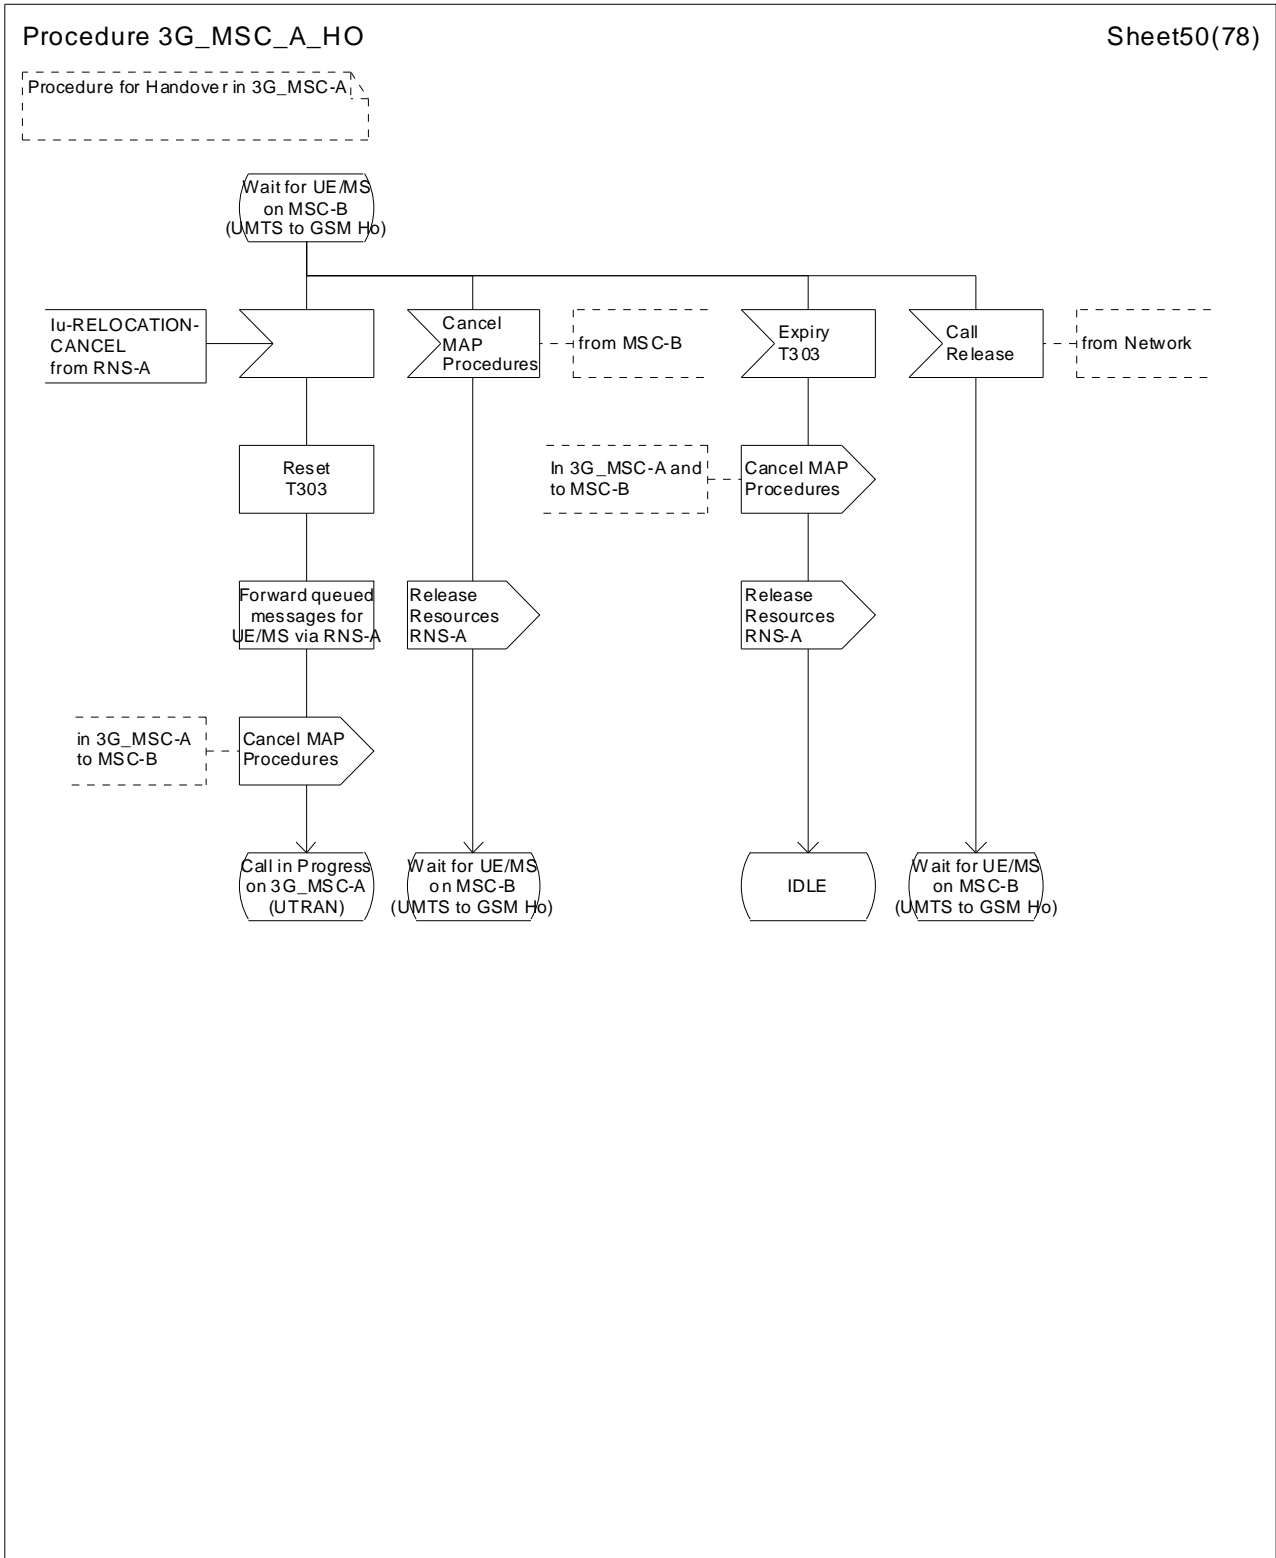 Procedure 3G_MSC_A_HO
Sheet50(78)
Procedure for Handover in 3G_MSC-A
Wait for UE/MS
on MSC-B
(UMTS to GSM Ho)
Iu-RELOCATION-
CANCEL
from RNS-A
Cancel
MAP
Procedures
from MSC-B
Expiry
T303
Call
Release
from Network
Reset
T303
In 3G_MSC-A and
to MSC-B
Cancel MAP
Procedures
Forward queued
messages for
UE/MS via RNS-A
Release
Resources
RNS-A
Release
Resources
RNS-A
in 3G_MSC-A
to MSC-B
Cancel MAP
Procedures
Call in Progress
on 3G_MSC-A
(UTRAN)
Wait for UE/MS
on MSC-B
(UMTS to GSM Ho)
IDLE
Wait for UE/MS
on MSC-B
(UMTS to GSM Ho)